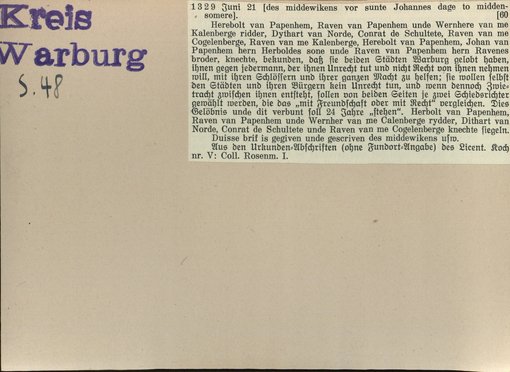 Kreis
Warburg
S. 48
1329 Juni 21 [des middewikens vor sunte Johannes dage to midden-
somere]. [60
Herebolt van Papenhem, Raven van Papenhem unde Wernhere van me
Kalenberge ridder, Dythart van Norde, Conrat de Schultete, Raven van me
Cogelenberge, Raven van me Kalenberge, Herebolt van Papenhem, Johan van
Papenhem hern Herboldes sone unde Raven van Papenhem hern Ravenes
broder, knechte, bekunden, daß sie beiden Städten Warburg gelobt haben,
ihnen gegen jedermann, der ihnen Unrecht tut und nicht Recht von ihnen nehmen
will, mit ihren Schlössern und ihrer ganzen Macht zu helfen; sie wollen selbst
den Städten und ihren Bürgern kein Unrecht tun, und wenn dennoch Zwie-
tracht zwischen ihnen entsteht, sollen von beiden Seiten je zwei Schiedsrichter
gewählt werden, die das „mit Freundschaft oder mit Recht" vergleichen. Dies
Gelöbnis unde dit verbunt soll 24 Jahre „stehen". Herbolt van Papenhem,
Raven van Papenhem unde Wernher van me Calenberge rydder, Dithart van
Norde, Conrat de Schultete unde Raven van me Cogelenberge knechte siegeln.
Duisse brif is gegiven unde gescriven des middewikens usw.
Aus den Urkunden-Abschriften (ohne Fundort-Angabe) des Licent. Koch
nr. V: Coll. Rosenm. I.